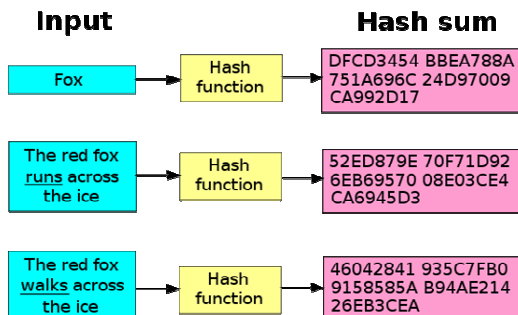 Input
Hash sum
Fox
Hash
function
DFCD3454 BBEA788A
751A696C 24D97009
CA992D17
The red fox
runs across
the ice
Hash
function
52ED879E 70F71D92
6EB69570 08E03CE4
CA6945D3
The red fox
walks across
the ice
Hash
function
46042841 935C7FB0
9158585A B94AE214
26EB3CEA